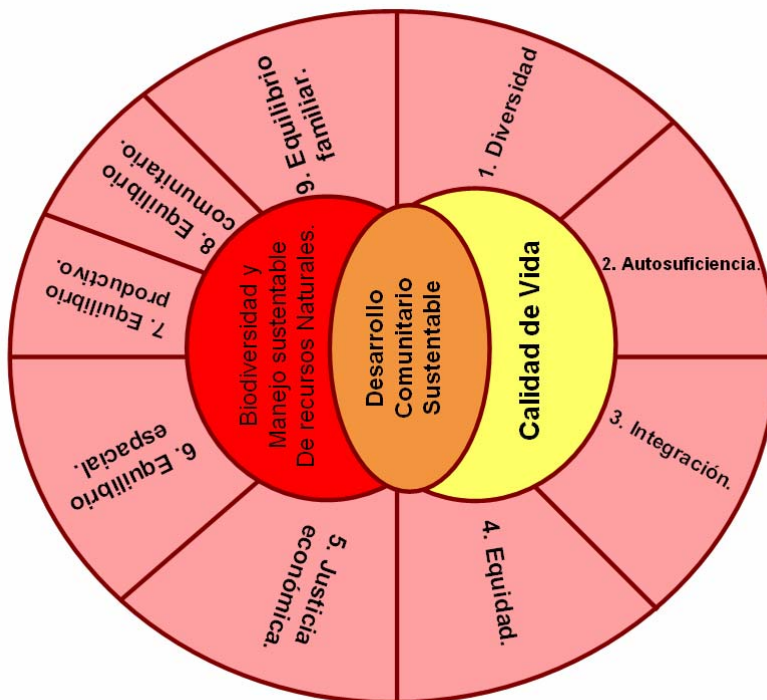 1. Diversidad
2. Autosuficiencia.
3. Integración.
4. Equidad.
5. Justicia
económica.
6. Equilibrio
espacial.
7. Equilibrio
productivo.
8. Equilibrio
comunitario.
9. Equilibrio
familiar.
Biodiversidad y
Manejo sustentable
De recursos Naturales.
Desarrollo
Comunitario
Sustentable
Calidad de Vida